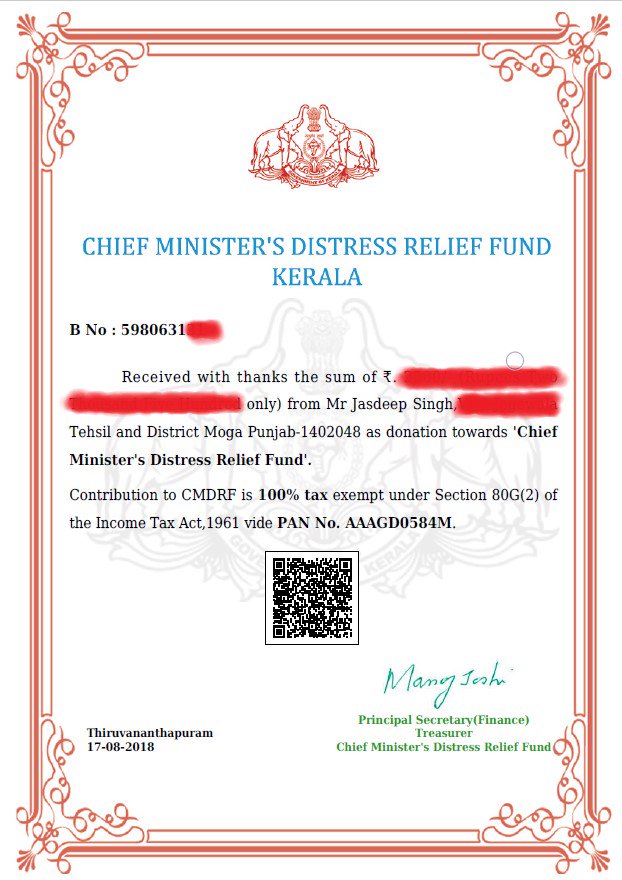 CHIEF MINISTER'S DISTRESS RELIEF FUND
KERALA
B No : 5980631
Received with thanks the sum of ₹.
only) from Mr Jasdeep Singh,
Tehsil and District Moga Punjab-1402048 as donation towards 'Chief
Minister's Distress Relief Fund'.
Contribution to CMDRF is 100% tax exempt under Section 80G(2) of
the Income Tax Act,1961 vide PAN No. AAAGD0584M.
Manoj Joshi
Principal Secretary(Finance)
Treasurer
Chief Minister's Distress Relief Fund
Thiruvananthapuram
17-08-2018